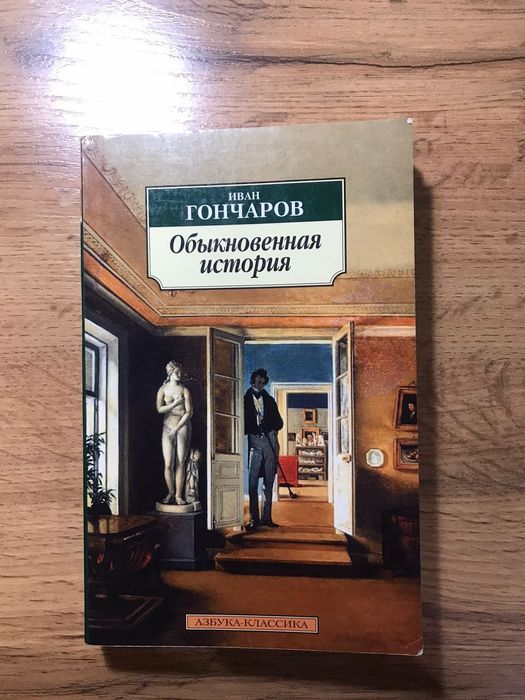 ИВАН
ГОНЧАРОВ
Обыкновенная
история
АЗБУКА-КЛАССИКА